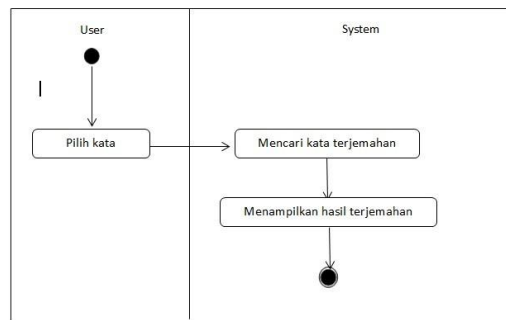 User
System
Pilih kata
Mencari kata terjemahan
Menampilkan hasil terjemahan